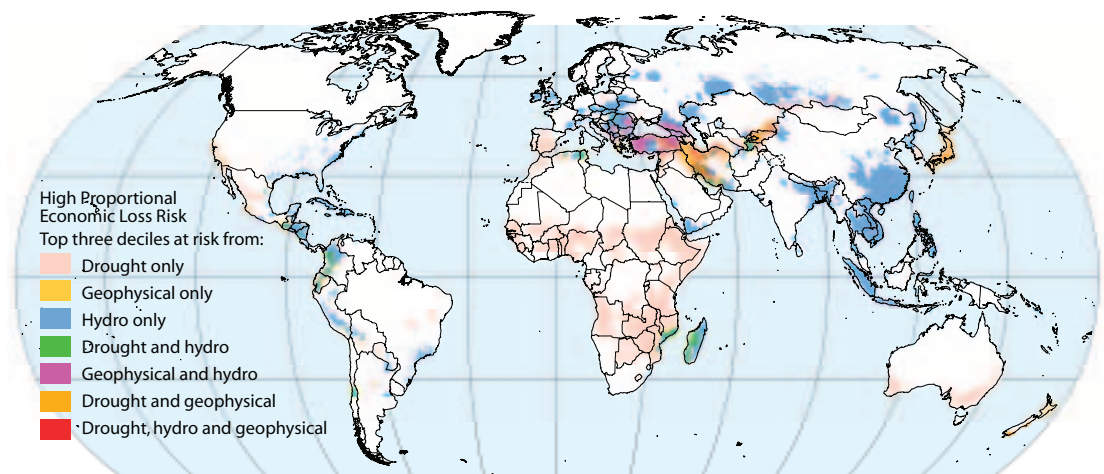 High Proportional
Economic Loss Risk
Top three deciles at risk from:
Drought only
Geophysical only
Hydro only
Drought and hydro
Geophysical and hydro
Drought and geophysical
Drought, hydro and geophysical